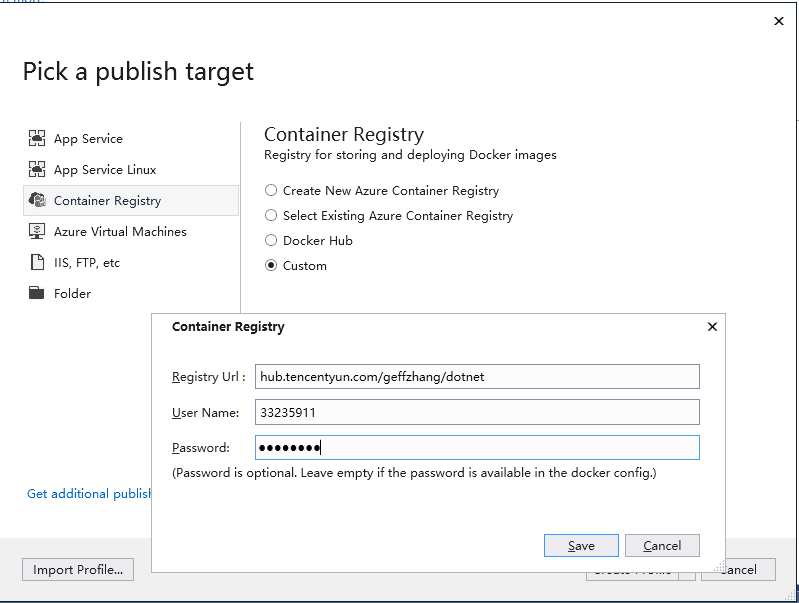 Pick a publish target
App Service
App Service Linux
Container Registry
Azure Virtual Machines
IIS, FTP, etc
Folder
Container Registry
Registry for storing and deploying Docker images
Create New Azure Container Registry
Select Existing Azure Container Registry
Docker Hub
Custom
Container Registry
Registry Url :
hub.tencentyun.com/geffzhang/dotnet
User Name:
33235911
Password:
●●●●●●●●
(Password is optional. Leave empty if the password is available in the docker config.)
Save
Cancel
Get additional publish
Import Profile...
Create Profile
Cancel